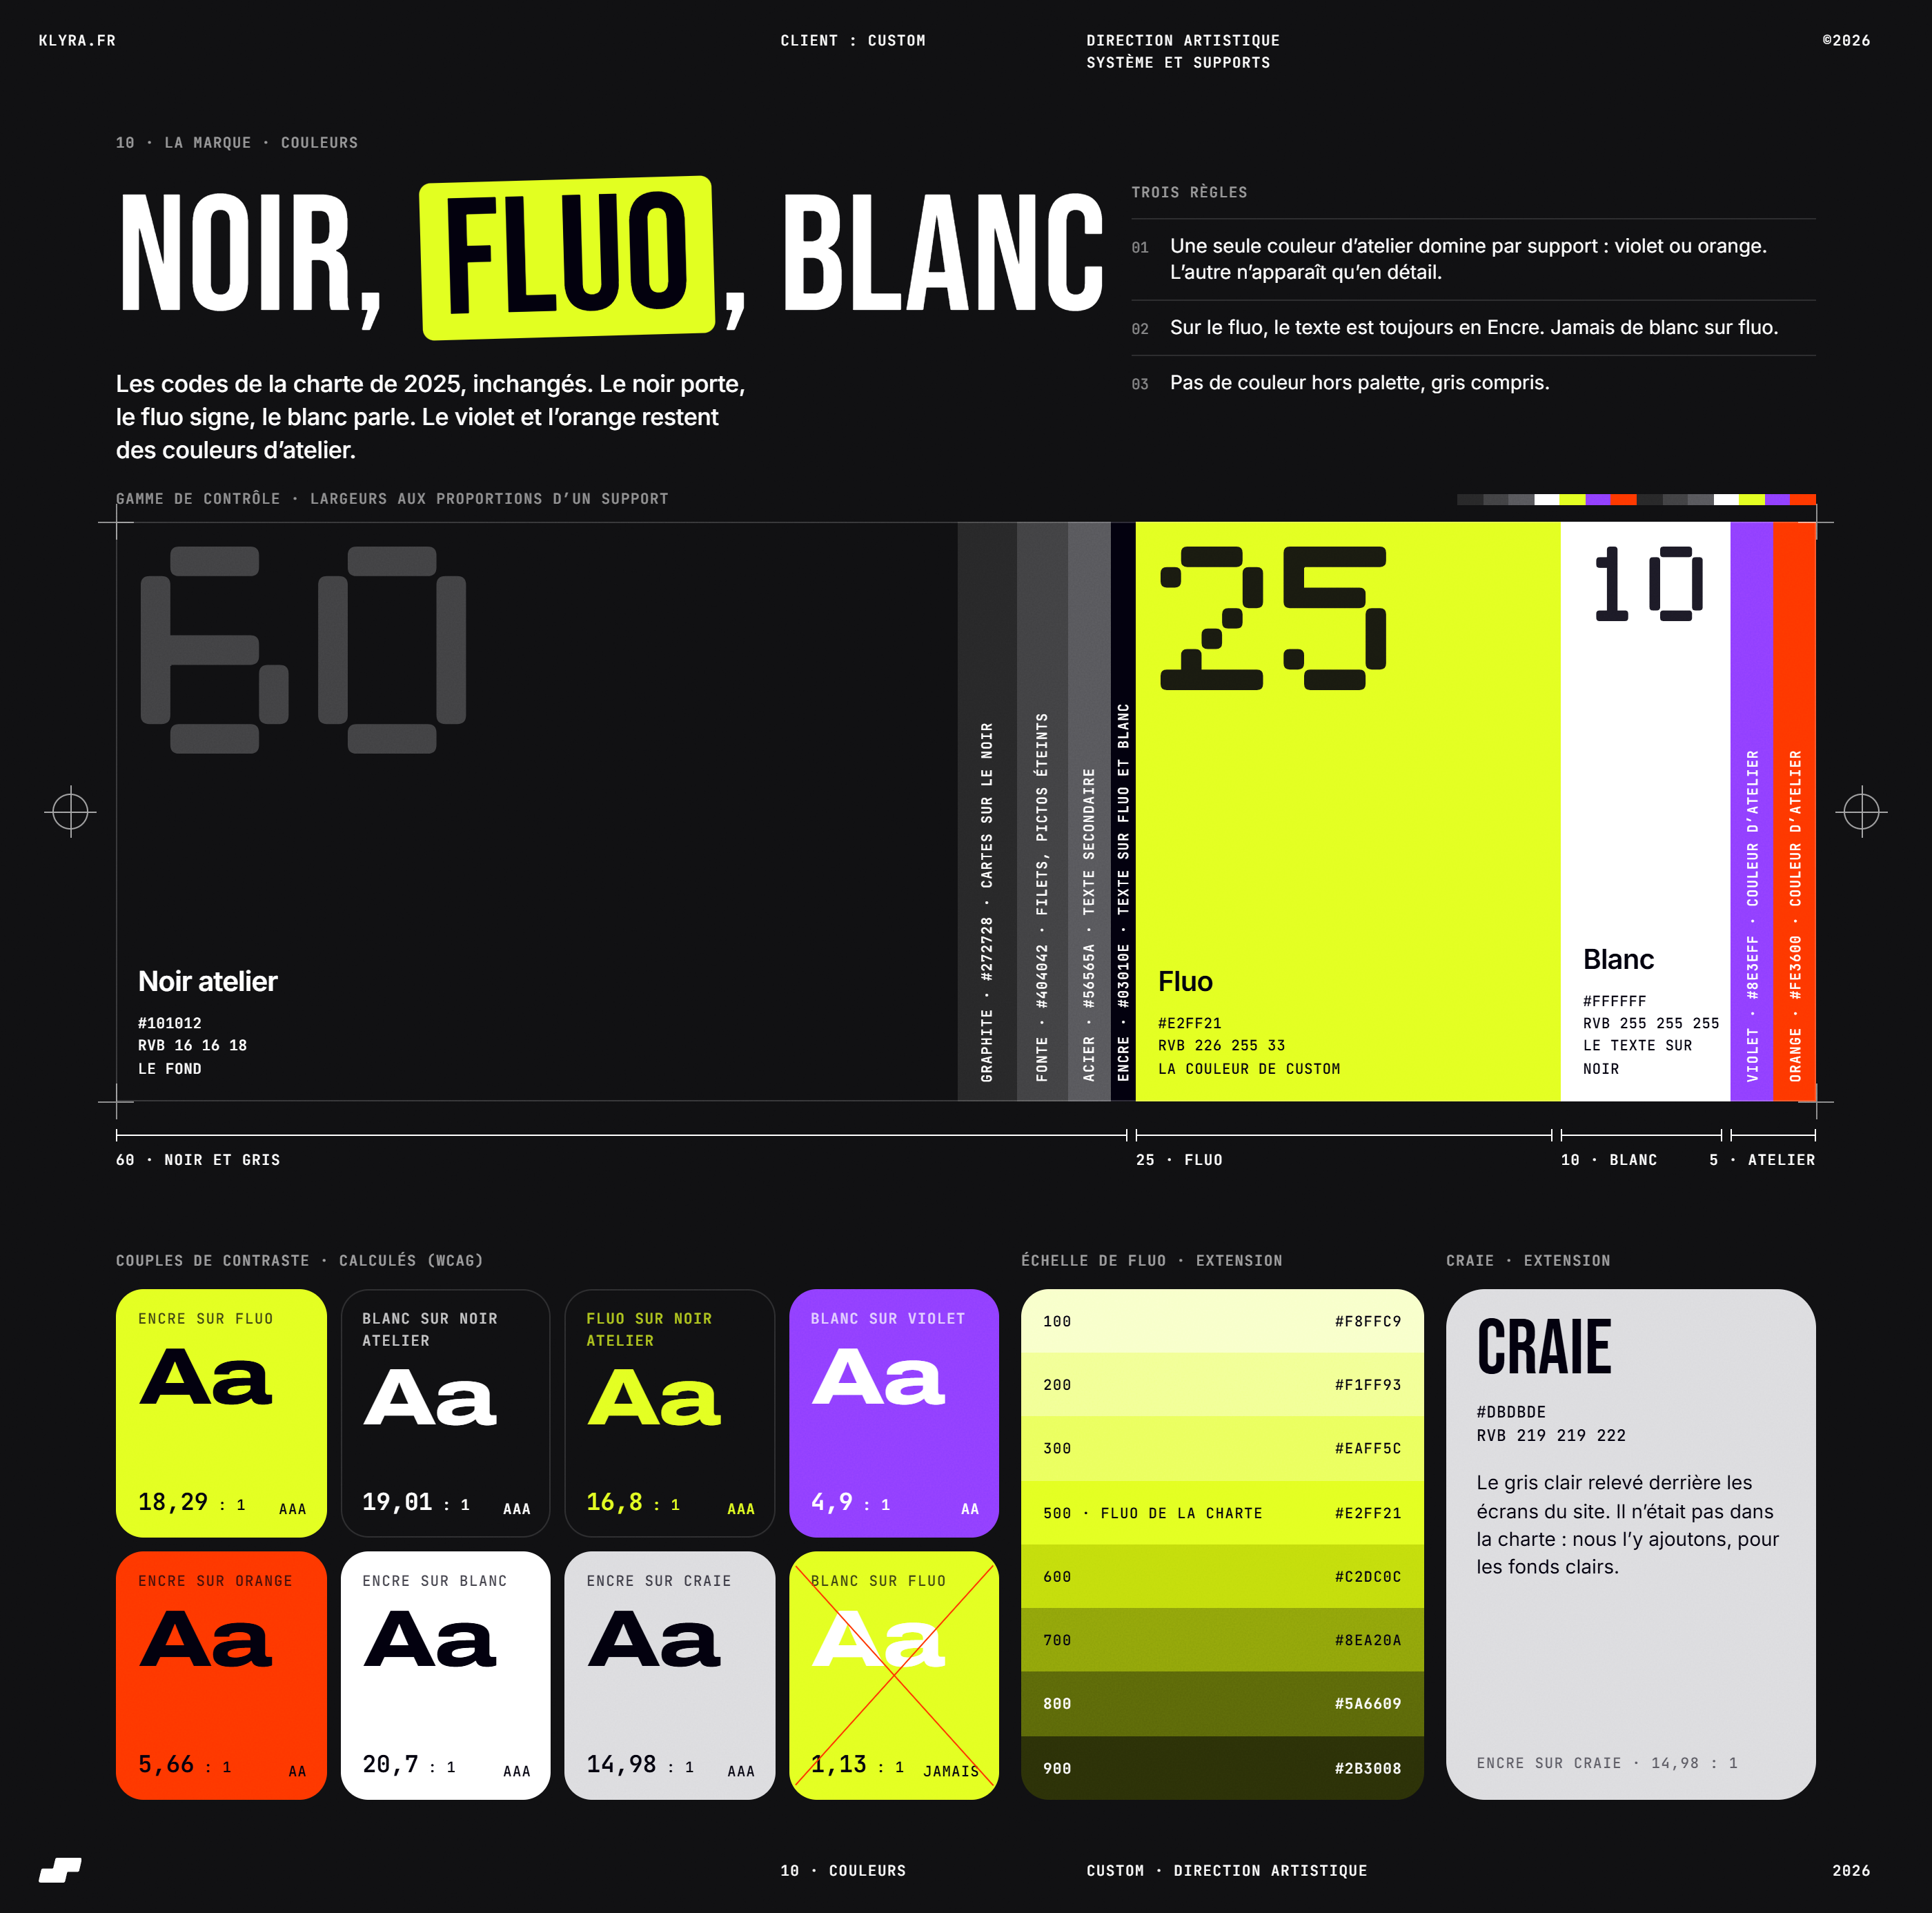 KLYRA.FR
CLIENT : CUSTOM
DIRECTION ARTISTIQUE
SYSTÈME ET SUPPORTS
©2026
10 · LA MARQUE · COULEURS
NOIR, FLUO, BLANC
Les codes de la charte de 2025, inchangés. Le noir porte,
le fluo signe, le blanc parle. Le violet et l’orange restent
des couleurs d’atelier.
TROIS RÈGLES
01 Une seule couleur d’atelier domine par support : violet ou orange.
L’autre n’apparaît qu’en détail.
02 Sur le fluo, le texte est toujours en Encre. Jamais de blanc sur fluo.
03 Pas de couleur hors palette, gris compris.
GAMME DE CONTRÔLE · LARGEURS AUX PROPORTIONS D’UN SUPPORT
60
Noir atelier
#101012
RVB 16 16 18
LE FOND
GRAPHITE · #272728 · CARTES SUR LE NOIR
FONTE · #404042 · FILETS, PICTOS ÉTEINTS
ACIER · #56565A · TEXTE SECONDAIRE
ENCRE · #03010E · TEXTE SUR FLUO ET BLANC
25
Fluo
#E2FF21
RVB 226 255 33
LA COULEUR DE CUSTOM
10
Blanc
#FFFFFF
RVB 255 255 255
LE TEXTE SUR
NOIR
VIOLET · #8E3EFF · COULEUR D’ATELIER
ORANGE · #FE3600 · COULEUR D’ATELIER
60 · NOIR ET GRIS
25 · FLUO
10 · BLANC
5 · ATELIER
COUPLES DE CONTRASTE · CALCULÉS (WCAG)
ENCRE SUR FLUO
Aa
18,29 : 1 AAA
BLANC SUR NOIR
ATELIER
Aa
19,01 : 1 AAA
FLUO SUR NOIR
ATELIER
Aa
16,8 : 1 AAA
BLANC SUR VIOLET
Aa
4,9 : 1 AA
ENCRE SUR ORANGE
Aa
5,66 : 1 AA
ENCRE SUR BLANC
Aa
20,7 : 1 AAA
ENCRE SUR CRAIE
Aa
14,98 : 1 AAA
BLANC SUR FLUO
Aa
1,13 : 1 JAMAIS
ÉCHELLE DE FLUO · EXTENSION
100 #F8FFC9
200 #F1FF93
300 #EAFF5C
500 · FLUO DE LA CHARTE #E2FF21
600 #C2DC0C
700 #8EA20A
800 #5A6609
900 #2B3008
CRAIE · EXTENSION
CRAIE
#DBDBDE
RVB 219 219 222
Le gris clair relevé derrière les
écrans du site. Il n’était pas dans
la charte : nous l’y ajoutons, pour
les fonds clairs.
ENCRE SUR CRAIE · 14,98 : 1
10 · COULEURS
CUSTOM · DIRECTION ARTISTIQUE
2026